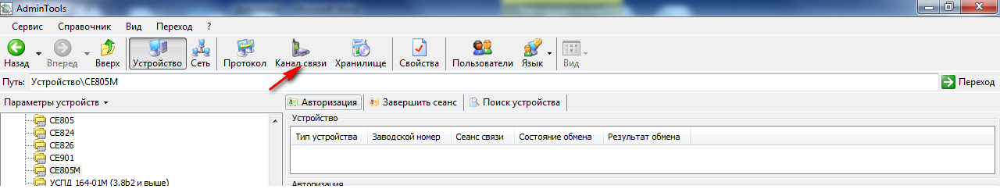 AdminTools
Сервис Справочник Вид Переход ?
Назад Вперед Вверх Устройство Сеть Протокол Канал связи Хранилище Свойства Пользователи Язык Вид
Путь: Устройство\CE805M Переход
Параметры устройств Авторизация Завершить сеанс Поиск устройства
Устройство
CE805
CE824
CE826
CE901
CE805M
УСПД 164-01М (3.8b2 и выше)
Тип устройства Заводской номер Сеанс связи Состояние обмена Результат обмена
Авторизация